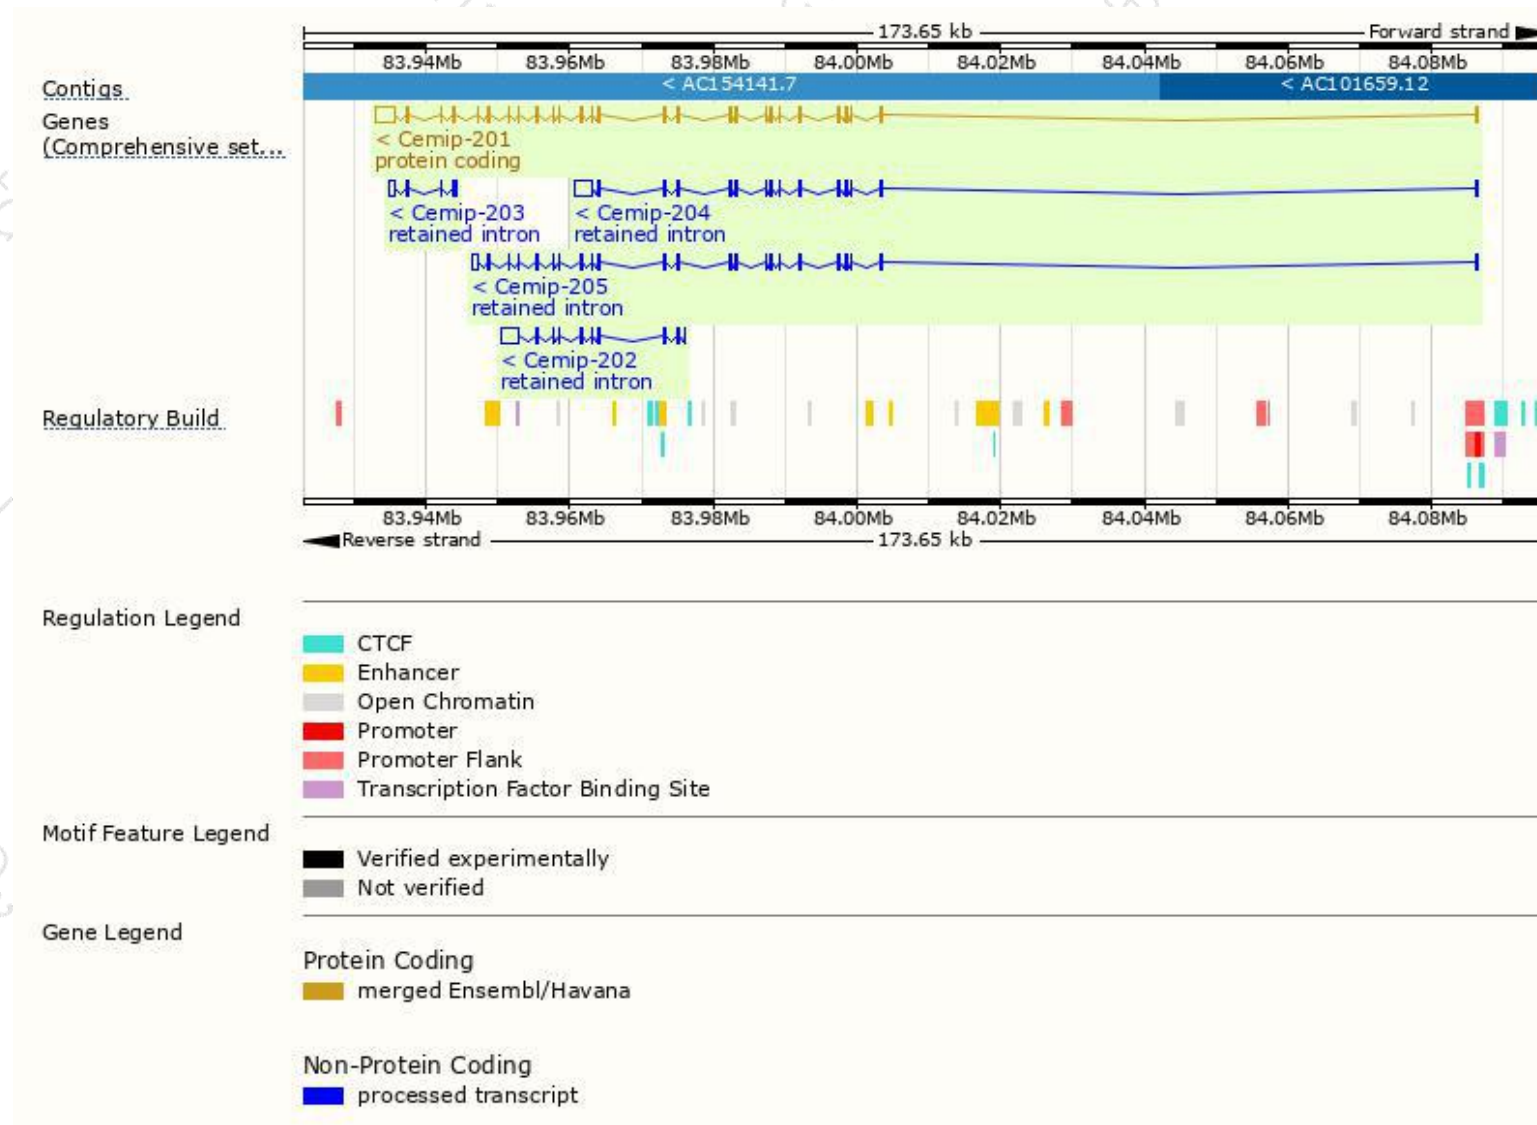 173.65 kb Forward strand
83.94Mb 83.96Mb 83.98Mb 84.00Mb 84.02Mb 84.04Mb 84.06Mb 84.08Mb
Contigs < AC154141.7 < AC101659.12
Genes
(Comprehensive set...
< Cemip-201
protein coding
< Cemip-203 < Cemip-204
retained intron retained intron
< Cemip-205
retained intron
< Cemip-202
retained intron
Regulatory Build
83.94Mb 83.96Mb 83.98Mb 84.00Mb 84.02Mb 84.04Mb 84.06Mb 84.08Mb
Reverse strand 173.65 kb
Regulation Legend
CTCF
Enhancer
Open Chromatin
Promoter
Promoter Flank
Transcription Factor Binding Site
Motif Feature Legend
Verified experimentally
Not verified
Gene Legend
Protein Coding
merged Ensembl/Havana
Non-Protein Coding
processed transcript